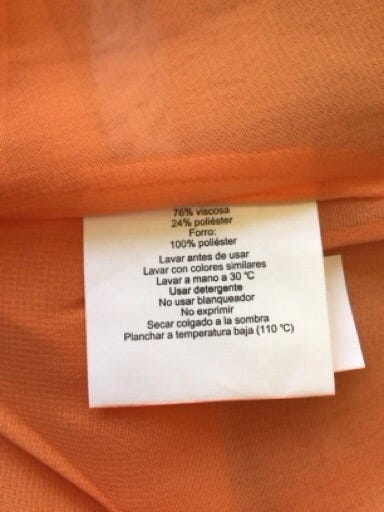 76% viscosa
24% poliéster
Forro:
100% poliéster
Lavar antes de usar
Lavar con colores similares
Lavar a mano a 30 °C
Usar detergente
No usar blanqueador
No exprimir
Secar colgado a la sombra
Planchar a temperatura baja (110 °C)